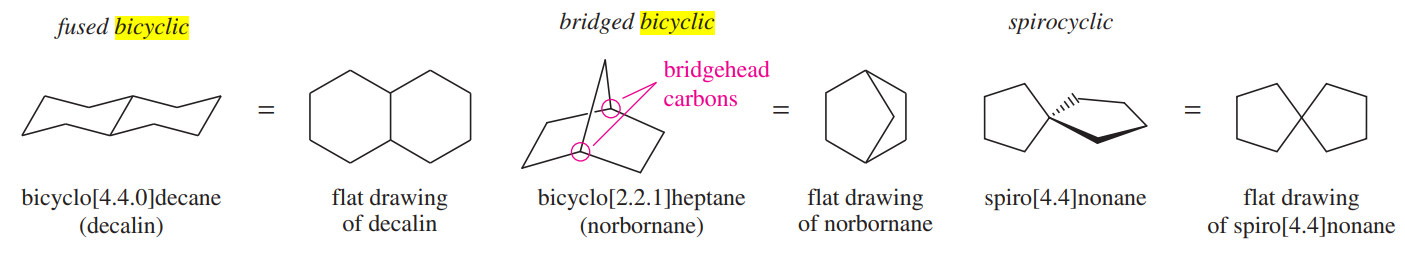 fused bicyclic
bridged bicyclic
spirocyclic
bridgehead
carbons
=
=
=
bicyclo[4.4.0]decane
(decalin)
flat drawing
of decalin
bicyclo[2.2.1]heptane
(norbornane)
flat drawing
of norbornane
spiro[4.4]nonane
flat drawing
of spiro[4.4]nonane